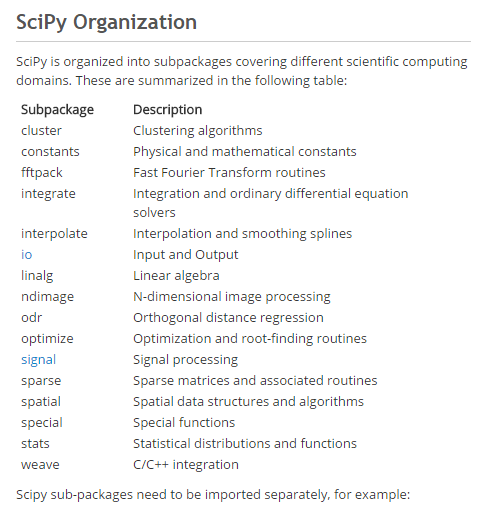 SciPy Organization
SciPy is organized into subpackages covering different scientific computing
domains. These are summarized in the following table:
Subpackage Description
cluster Clustering algorithms
constants Physical and mathematical constants
fftpack Fast Fourier Transform routines
integrate Integration and ordinary differential equation
solvers
interpolate Interpolation and smoothing splines
io Input and Output
linalg Linear algebra
ndimage N-dimensional image processing
odr Orthogonal distance regression
optimize Optimization and root-finding routines
signal Signal processing
sparse Sparse matrices and associated routines
spatial Spatial data structures and algorithms
special Special functions
stats Statistical distributions and functions
weave C/C++ integration
Scipy sub-packages need to be imported separately, for example: